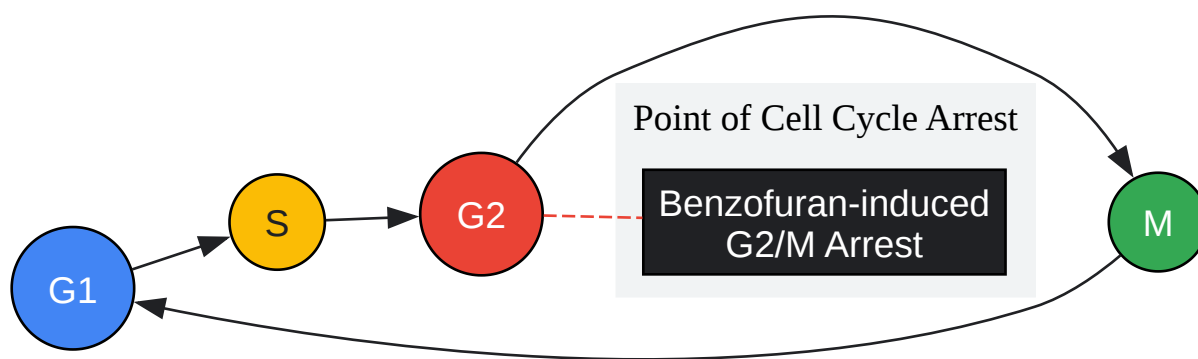 G1
S
G2
Point of Cell Cycle Arrest
Benzofuran-induced
G2/M Arrest
M